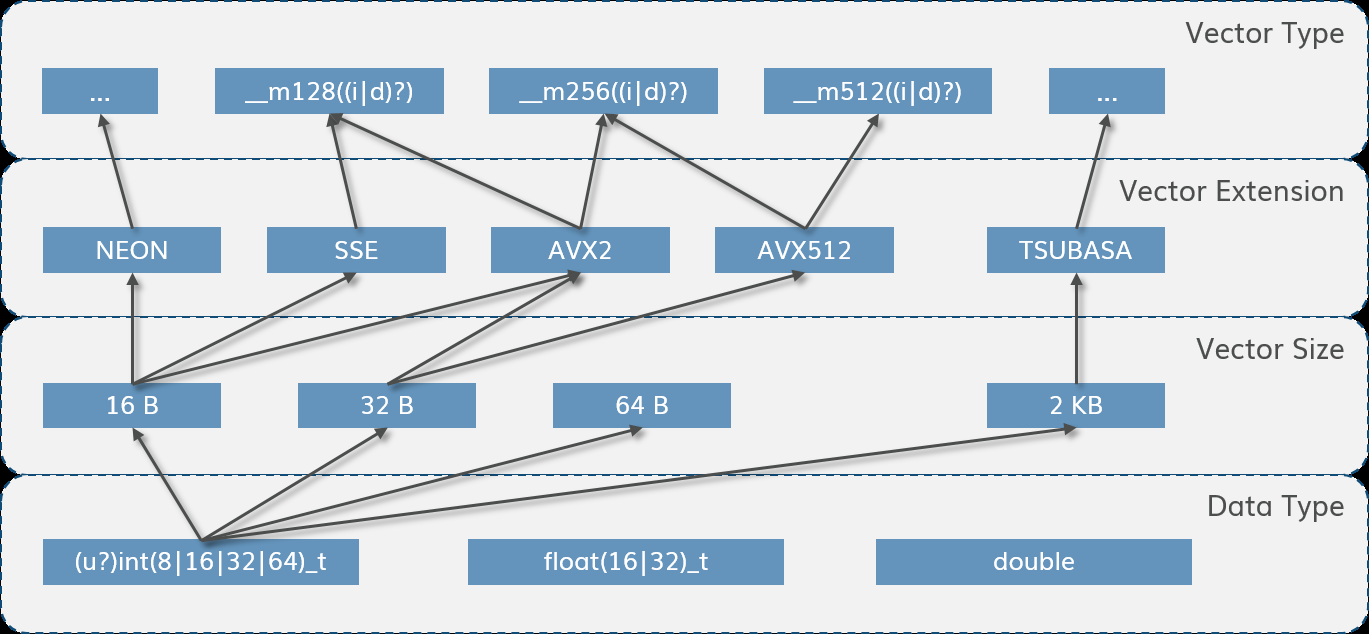 Vector Type
...
__m128((i|d)?)
__m256((i|d)?)
__m512((i|d)?)
...
Vector Extension
NEON
SSE
AVX2
AVX512
TSUBASA
Vector Size
16 B
32 B
64 B
2 KB
Data Type
(u?)int(8|16|32|64)_t
float(16|32)_t
double